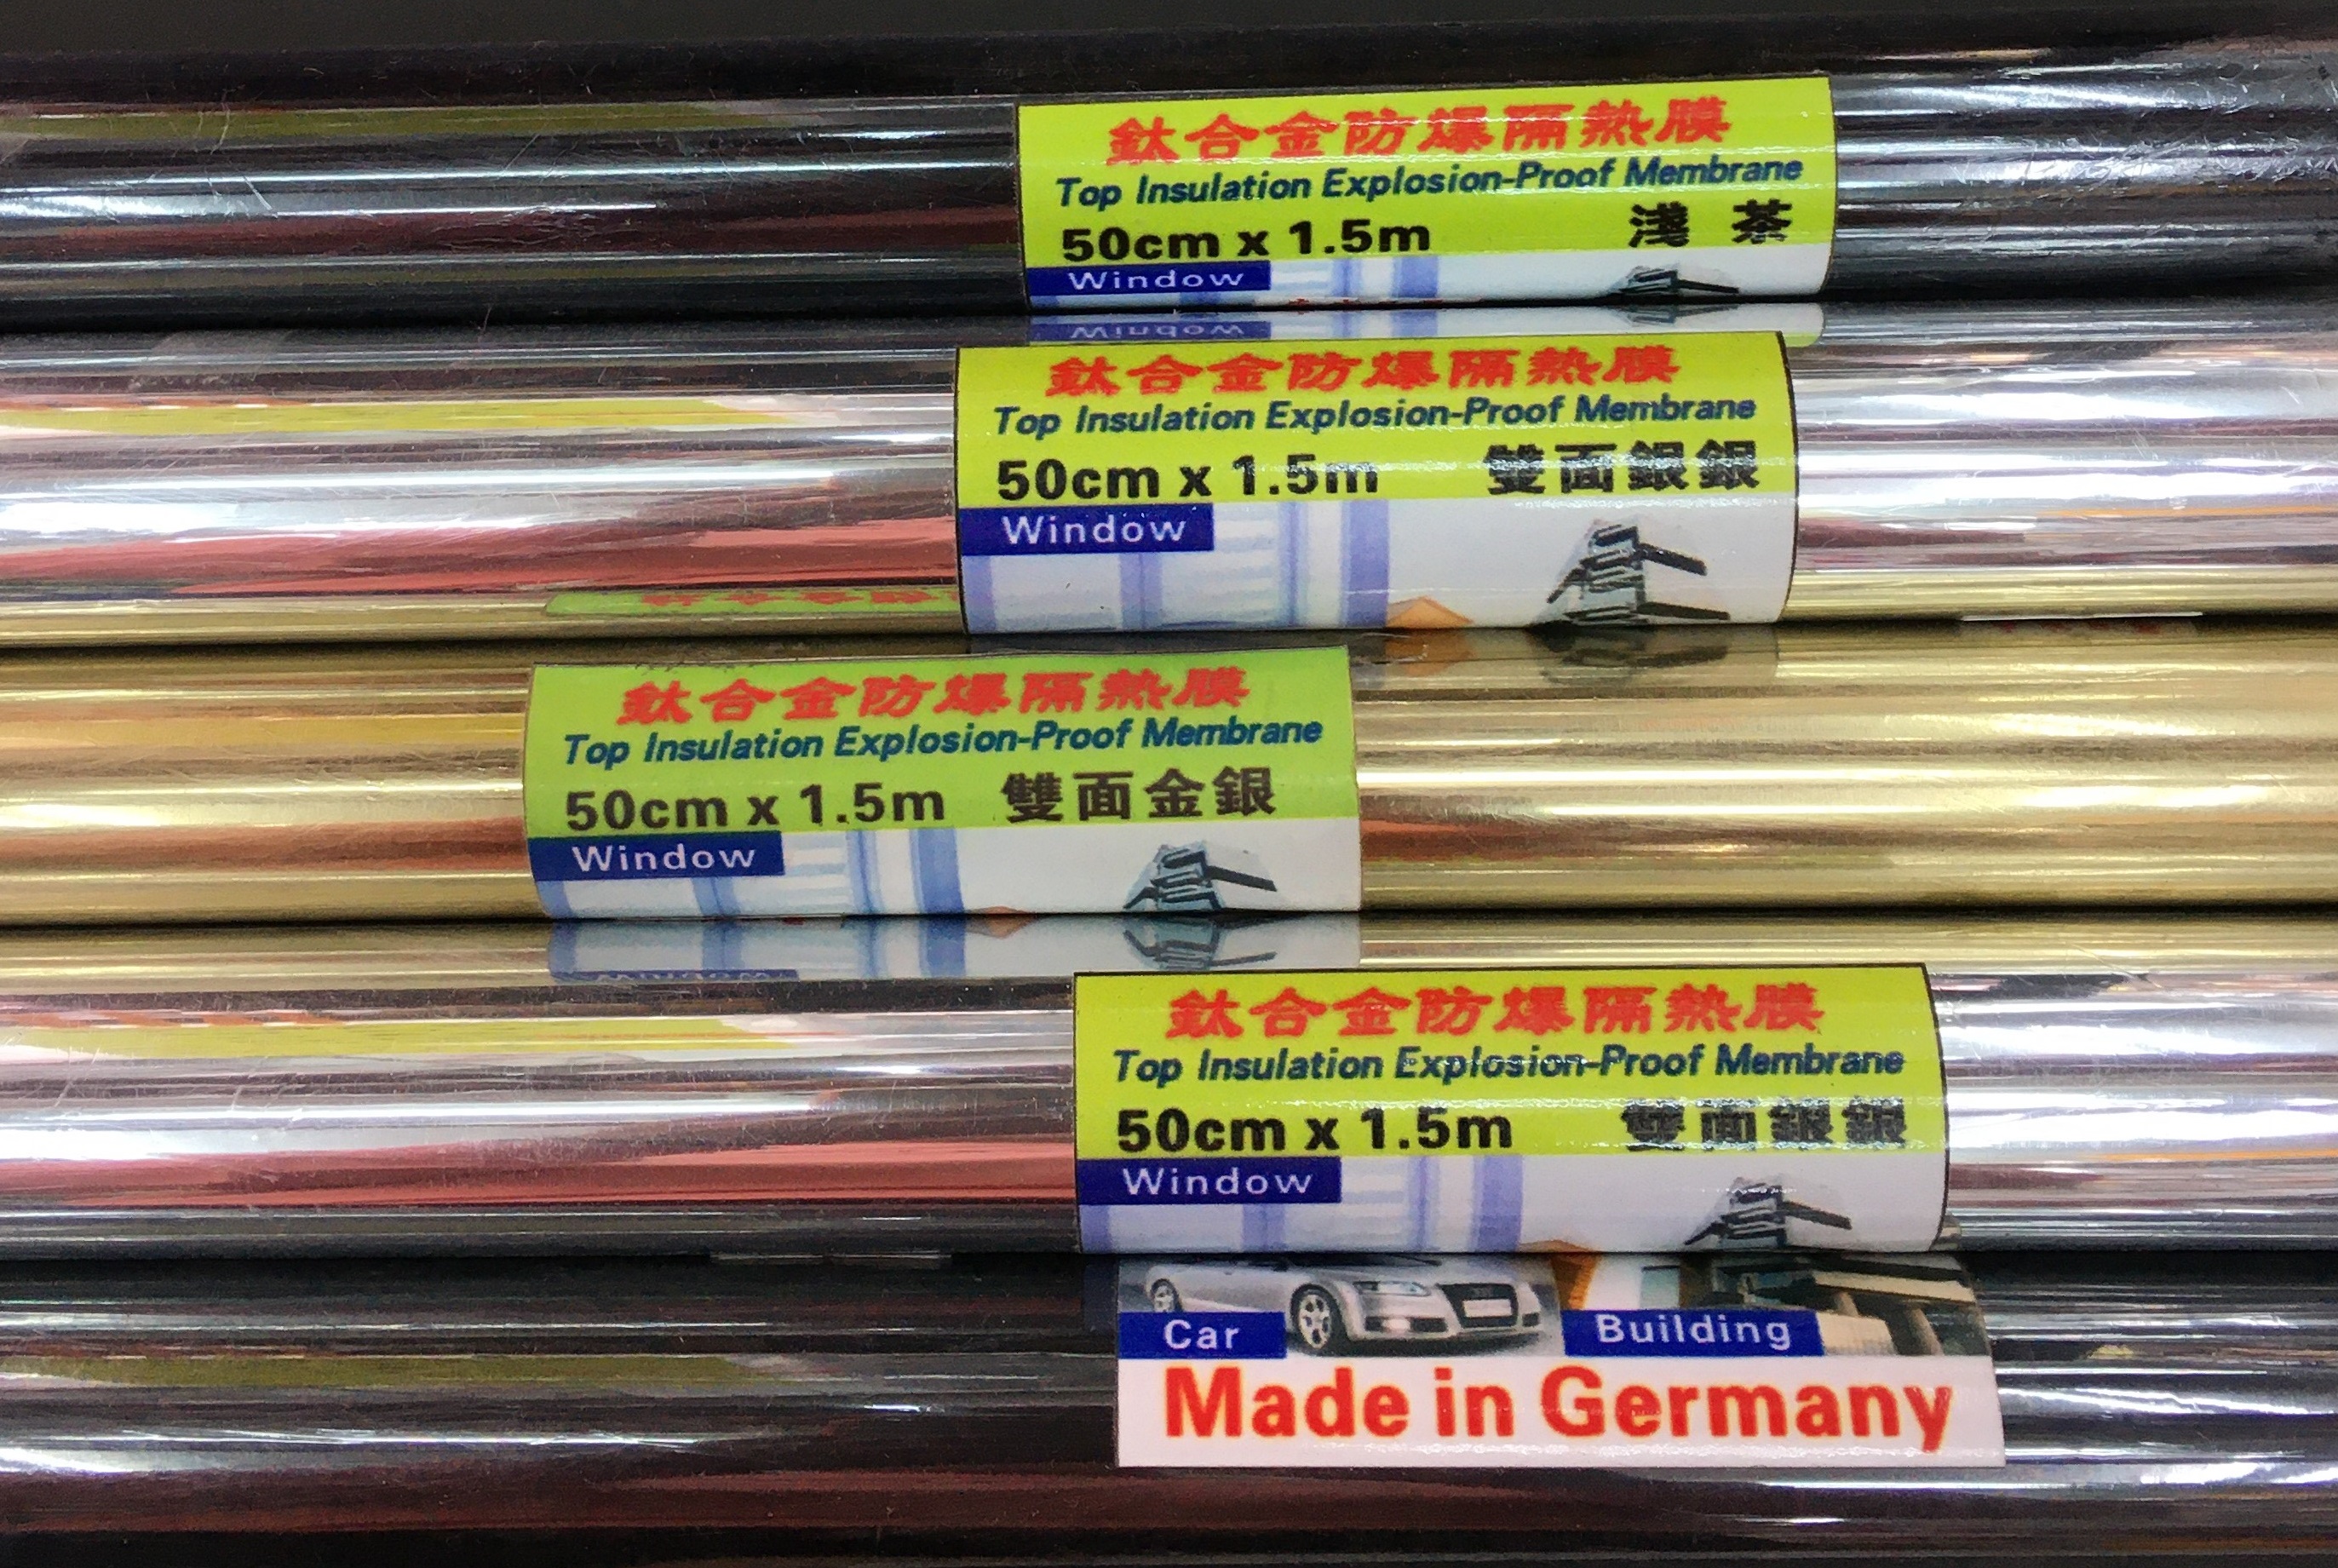 鈦合金防爆隔熱膜
Top Insulation Explosion-Proof Membrane
50cm x 1.5m 淺 茶
Window
鈦合金防爆隔熱膜
Top Insulation Explosion-Proof Membrane
50cm x 1.5m 雙面銀銀
Window
鈦合金防爆隔熱膜
Top Insulation Explosion-Proof Membrane
50cm x 1.5m 雙面金銀
Window
鈦合金防爆隔熱膜
Top Insulation Explosion-Proof Membrane
50cm x 1.5m 雙面銀銀
Window
Car Building
Made in Germany